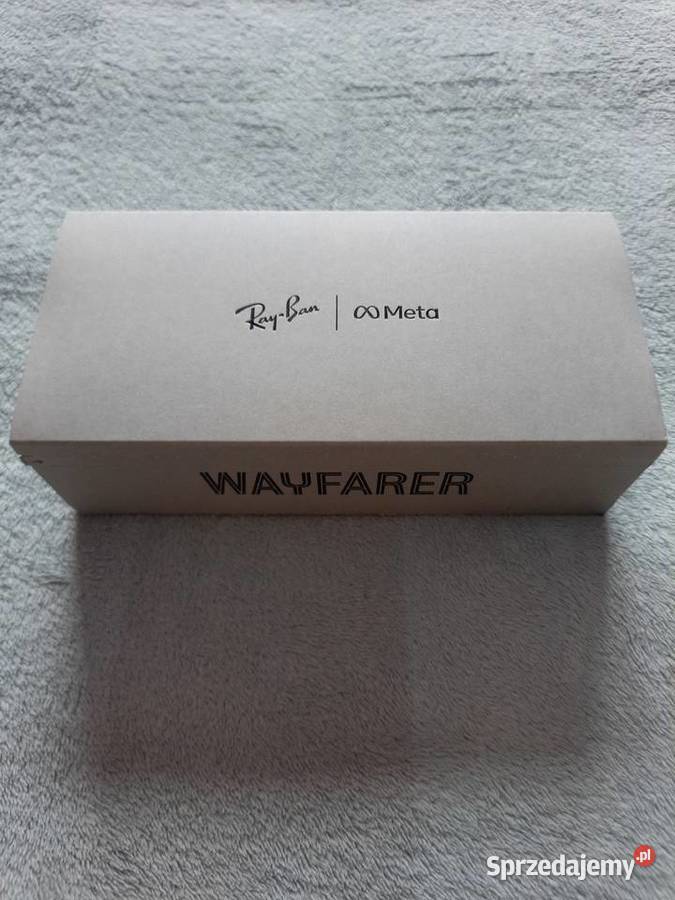 Ray-Ban | Meta
WAYFARER
Sprzedajemy.pl